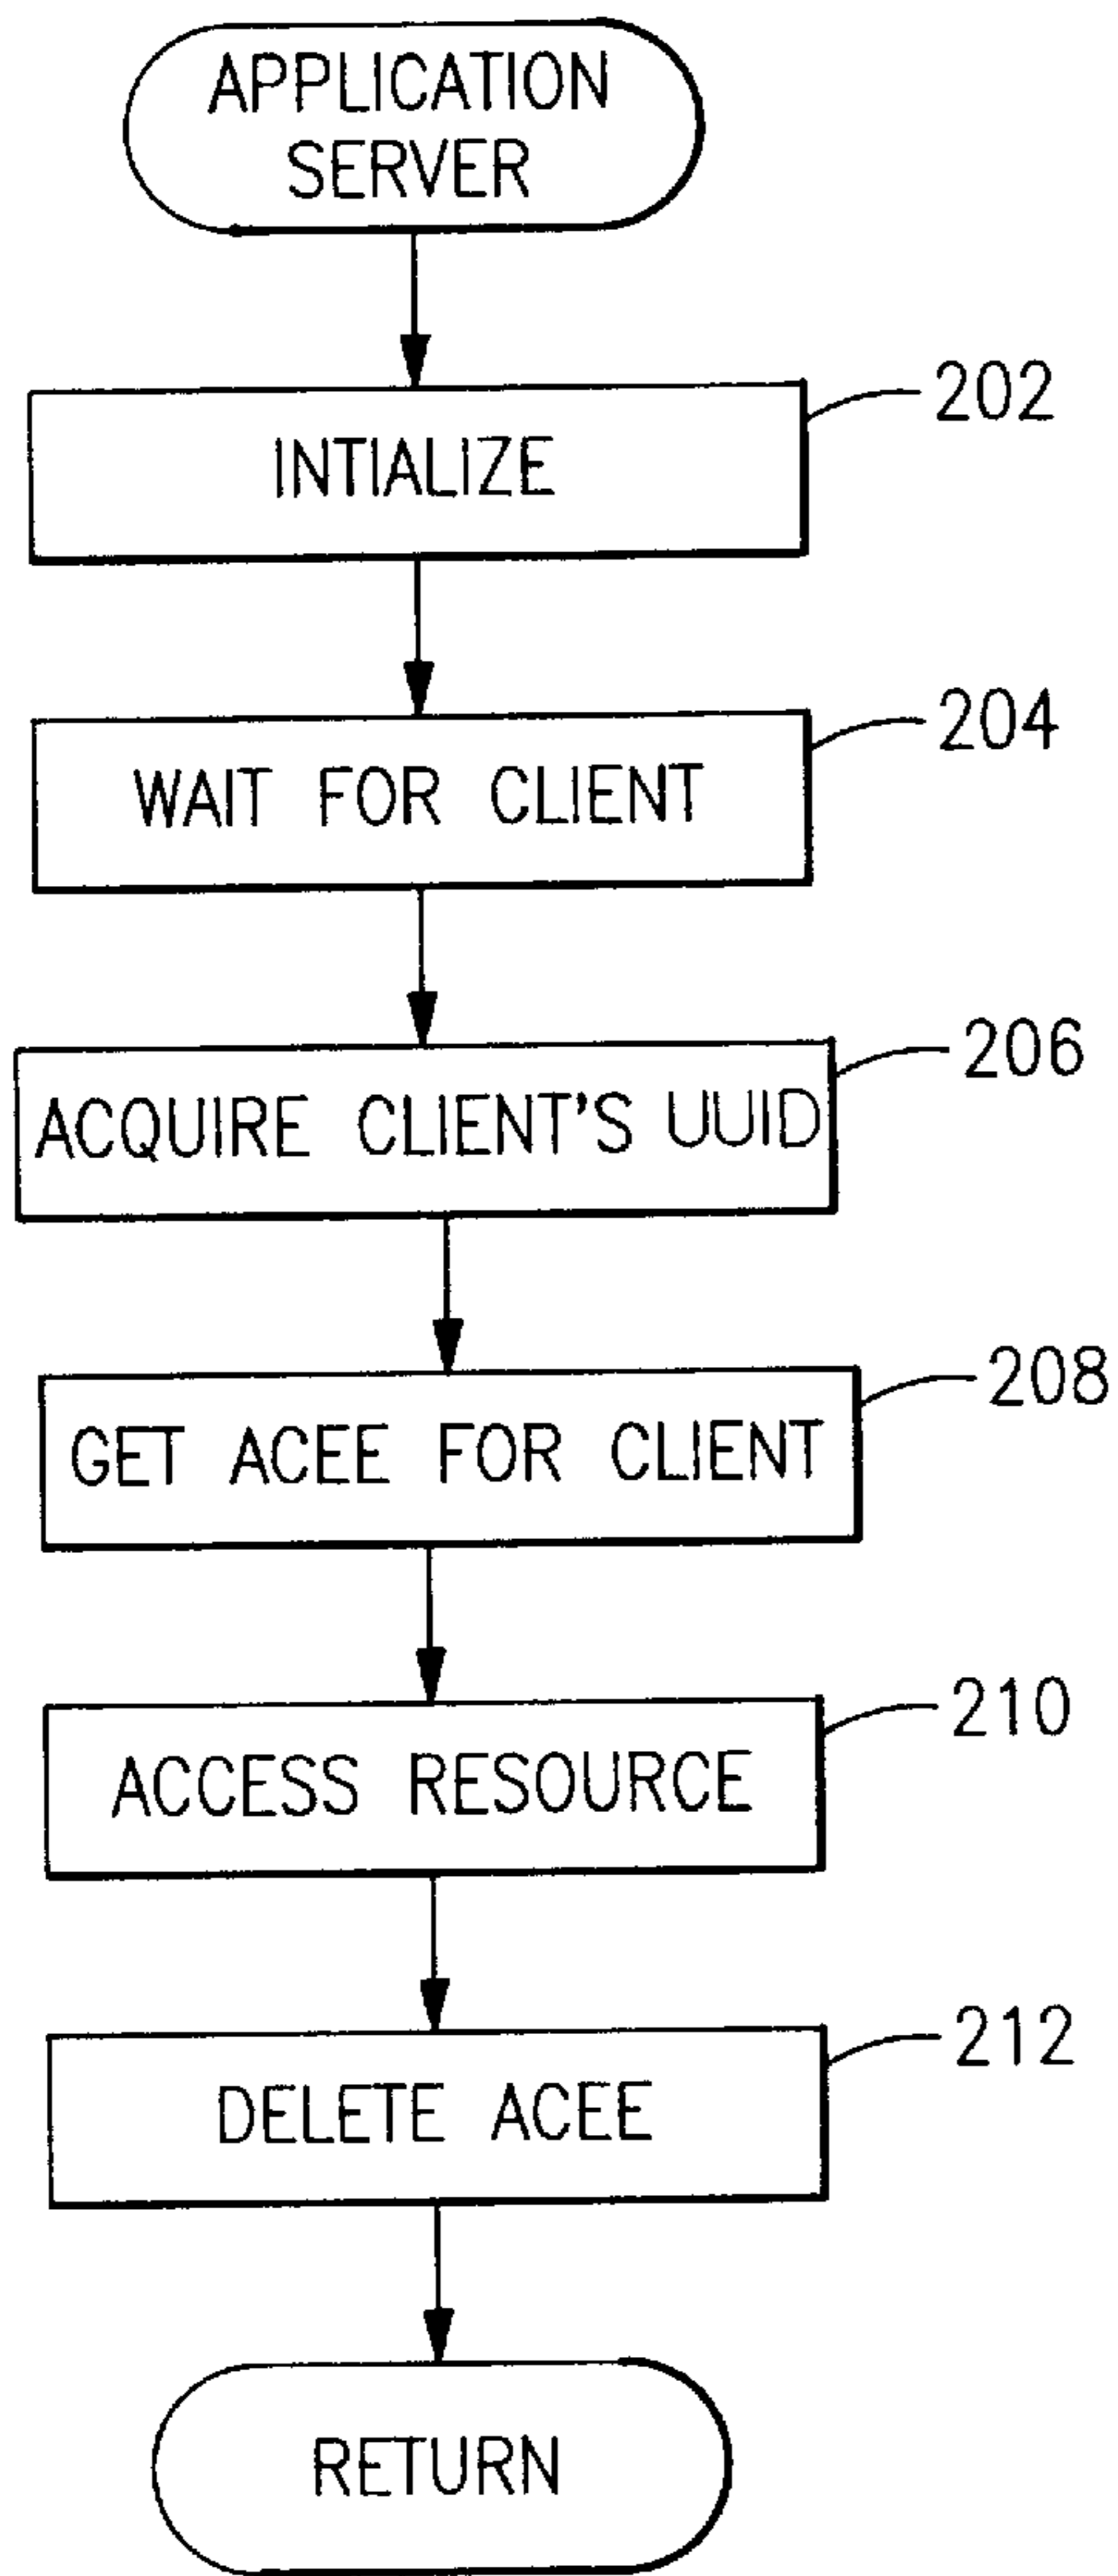 APPLICATION
SERVER
INTIALIZE
202
WAIT FOR CLIENT
204
ACQUIRE CLIENT'S UUID
206
GET ACEE FOR CLIENT
208
ACCESS RESOURCE
210
DELETE ACEE
212
RETURN